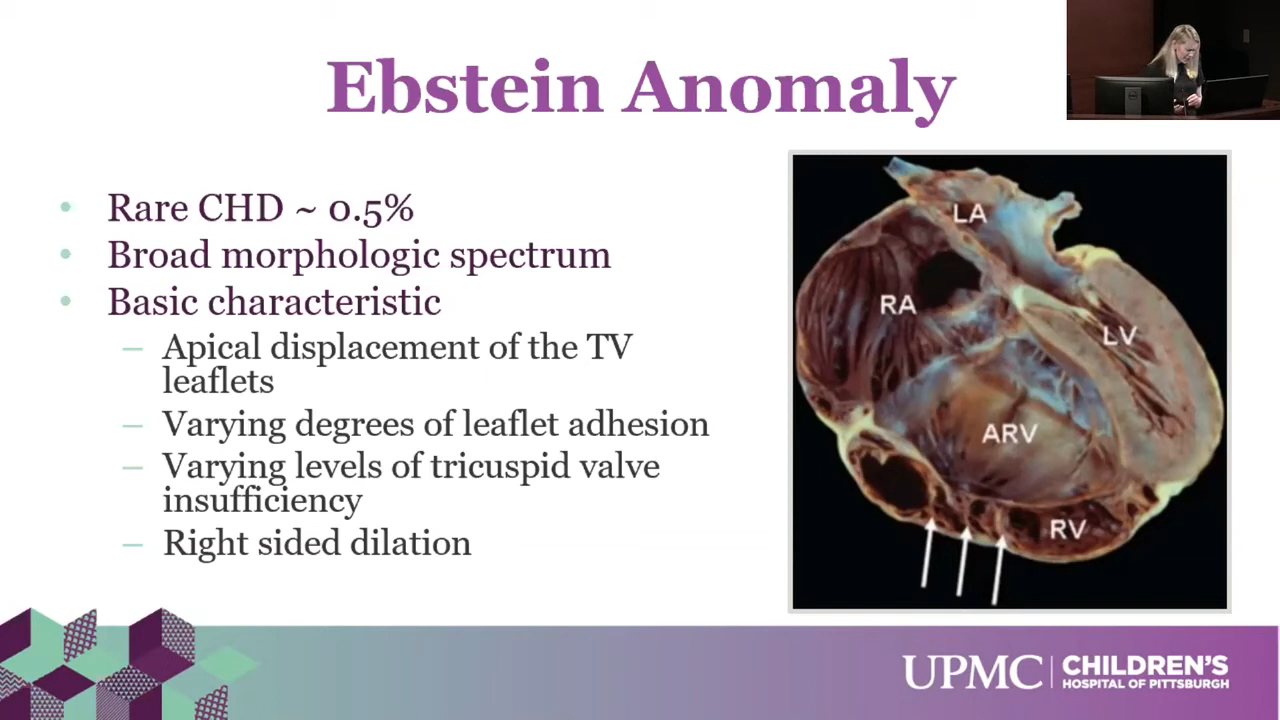 Ebstein Anomaly
• Rare CHD ~ 0.5%
• Broad morphologic spectrum
• Basic characteristic
– Apical displacement of the TV
leaflets
– Varying degrees of leaflet adhesion
– Varying levels of tricuspid valve
insufficiency
– Right sided dilation
LA
RA
LV
ARV
RV
UPMC
CHILDREN'S
HOSPITAL OF PITTSBURGH